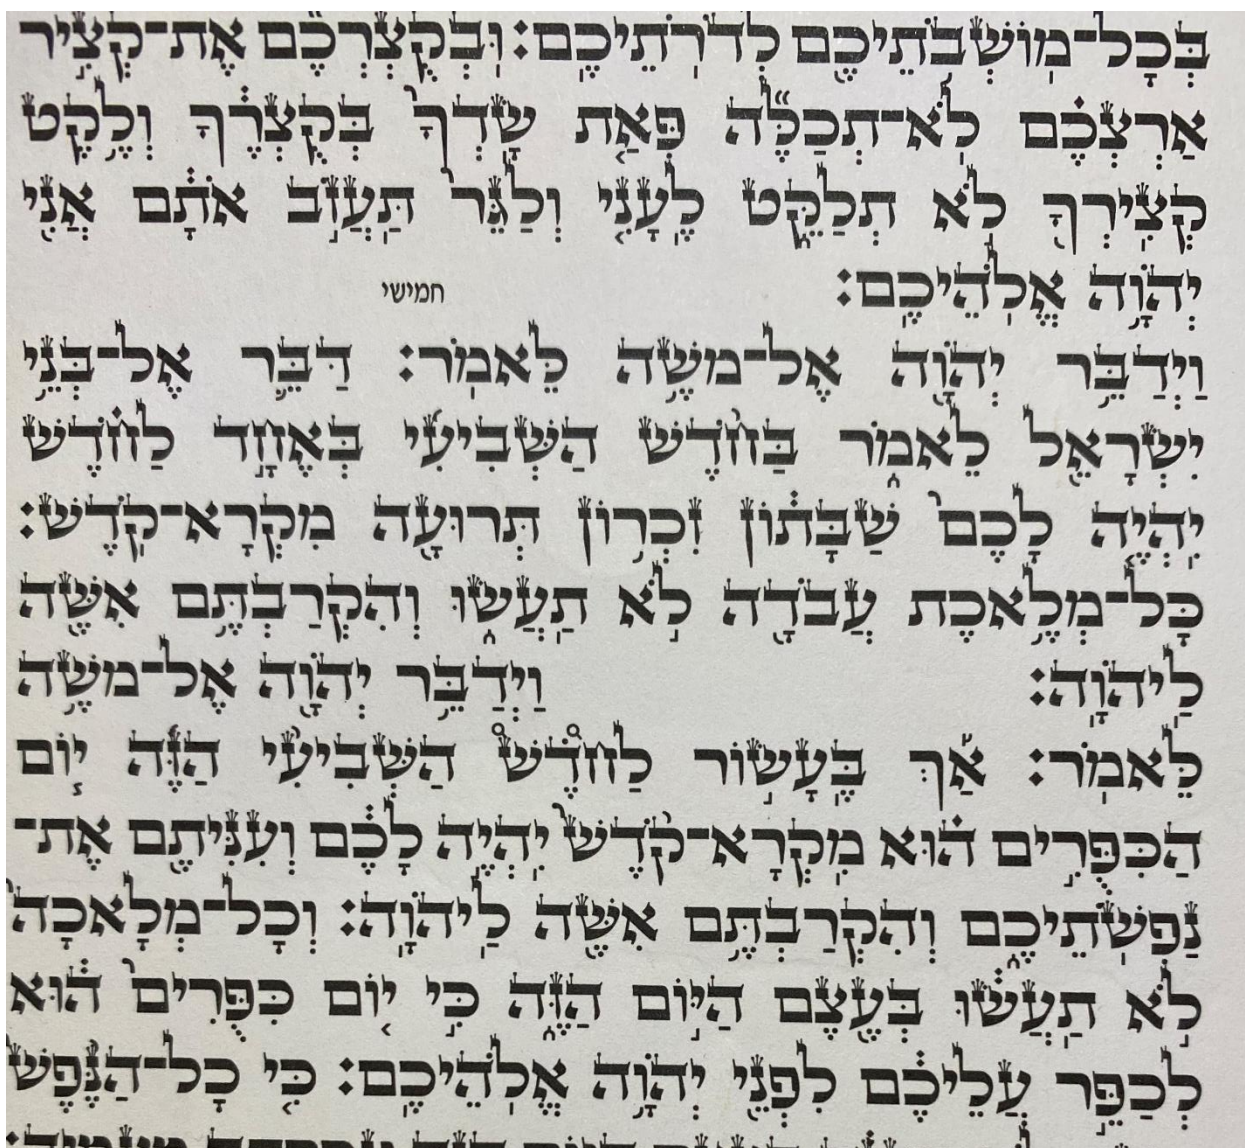 בְּכָל־מוֹשְׁבֹתֵיכֶם לְדֹרֹתֵיכֶם׃ וּבְקֻצְרְכֶם אֶת־קְצִיר
אַרְצְכֶם לֹא־תְכַלֶּה פְּאַת שָׂדְךָ בְּקֻצְרֶךָ וְלֶקֶט
קְצִירְךָ לֹא תְלַקֵּט לֶעָנִי וְלַגֵּר תַּעֲזֹב אֹתָם אֲנִי
יְהוָה אֱלֹהֵיכֶם׃ חמישי
וַיְדַבֵּר יְהוָה אֶל־מֹשֶׁה לֵּאמֹר׃ דַּבֵּר אֶל־בְּנֵי
יִשְׂרָאֵל לֵאמֹר בַּחֹדֶשׁ הַשְּׁבִיעִי בְּאֶחָד לַחֹדֶשׁ
יִהְיֶה לָכֶם שַׁבָּתוֹן זִכְרוֹן תְּרוּעָה מִקְרָא־קֹדֶשׁ׃
כָּל־מְלֶאכֶת עֲבֹדָה לֹא תַעֲשׂוּ וְהִקְרַבְתֶּם אִשֶּׁה
לַיהוָה׃ וַיְדַבֵּר יְהוָה אֶל־מֹשֶׁה
לֵּאמֹר׃ אַךְ בֶּעָשׂוֹר לַחֹדֶשׁ הַשְּׁבִיעִי הַזֶּה יוֹם
הַכִּפֻּרִים הוּא מִקְרָא־קֹדֶשׁ יִהְיֶה לָכֶם וְעִנִּיתֶם אֶת־
נַפְשֹׁתֵיכֶם וְהִקְרַבְתֶּם אִשֶּׁה לַיהוָה׃ וְכָל־מְלָאכָה
לֹא תַעֲשׂוּ בְּעֶצֶם הַיּוֹם הַזֶּה כִּי יוֹם כִּפֻּרִים הוּא
לְכַפֵּר עֲלֵיכֶם לִפְנֵי יְהוָה אֱלֹהֵיכֶם׃ כִּי כָל־הַנֶּפֶשׁ